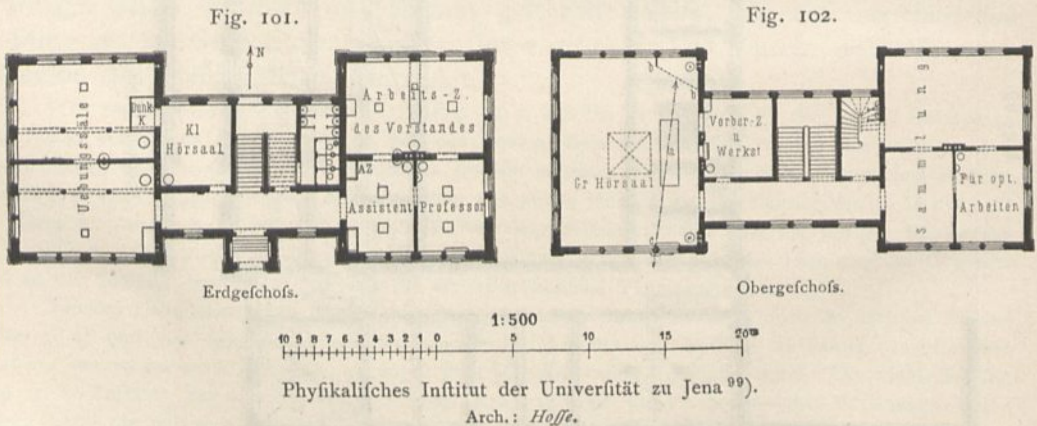 Fig. 101.
Fig. 102.
N
Uebungssäle
Dunk.
K
Kl
Hörsaal
Arbeits-Z.
des Vorstandes
AZ
Assistent
Professor
Gr Hörsaal
a
b
b
c
Vorber-Z
u
Werkst
Sammlung
Für opt.
Arbeiten
Erdgeſchoſs.
Obergeſchoſs.
1:500
10 9 8 7 6 5 4 3 2 1 0 5 10 15 20m
Phyſikaliſches Inſtitut der Univerſität zu Jena 99).
Arch.: Hoſſe.